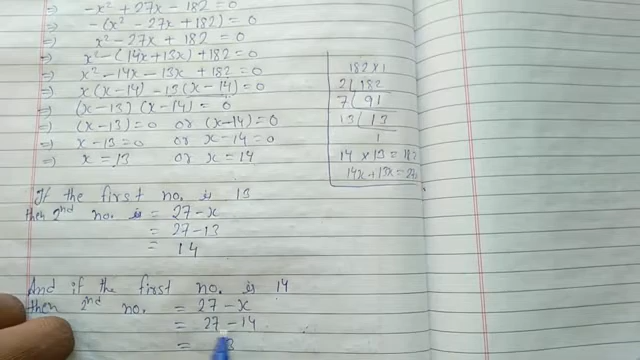 ⇒ -x² + 27x - 182 = 0
⇒ -(x² - 27x + 182) = 0
⇒ x² - 27x + 182 = 0
⇒ x² - (14x + 13x) + 182 = 0
⇒ x² - 14x - 13x + 182 = 0
⇒ x(x - 14) - 13(x - 14) = 0
⇒ (x - 13) (x - 14) = 0
⇒ (x - 13) = 0 or (x - 14) = 0
⇒ x - 13 = 0 or x - 14 = 0
⇒ x = 13 or x = 14
182 x 1
2 | 182
7 | 91
13 | 13
1
14 x 13 = 182
14x + 13x = 27x
If the first no. is 13
then 2nd no. is = 27 - x
= 27 - 13
= 14
And if the first no. is 14
then 2nd no. = 27 - x
= 27 - 14
=